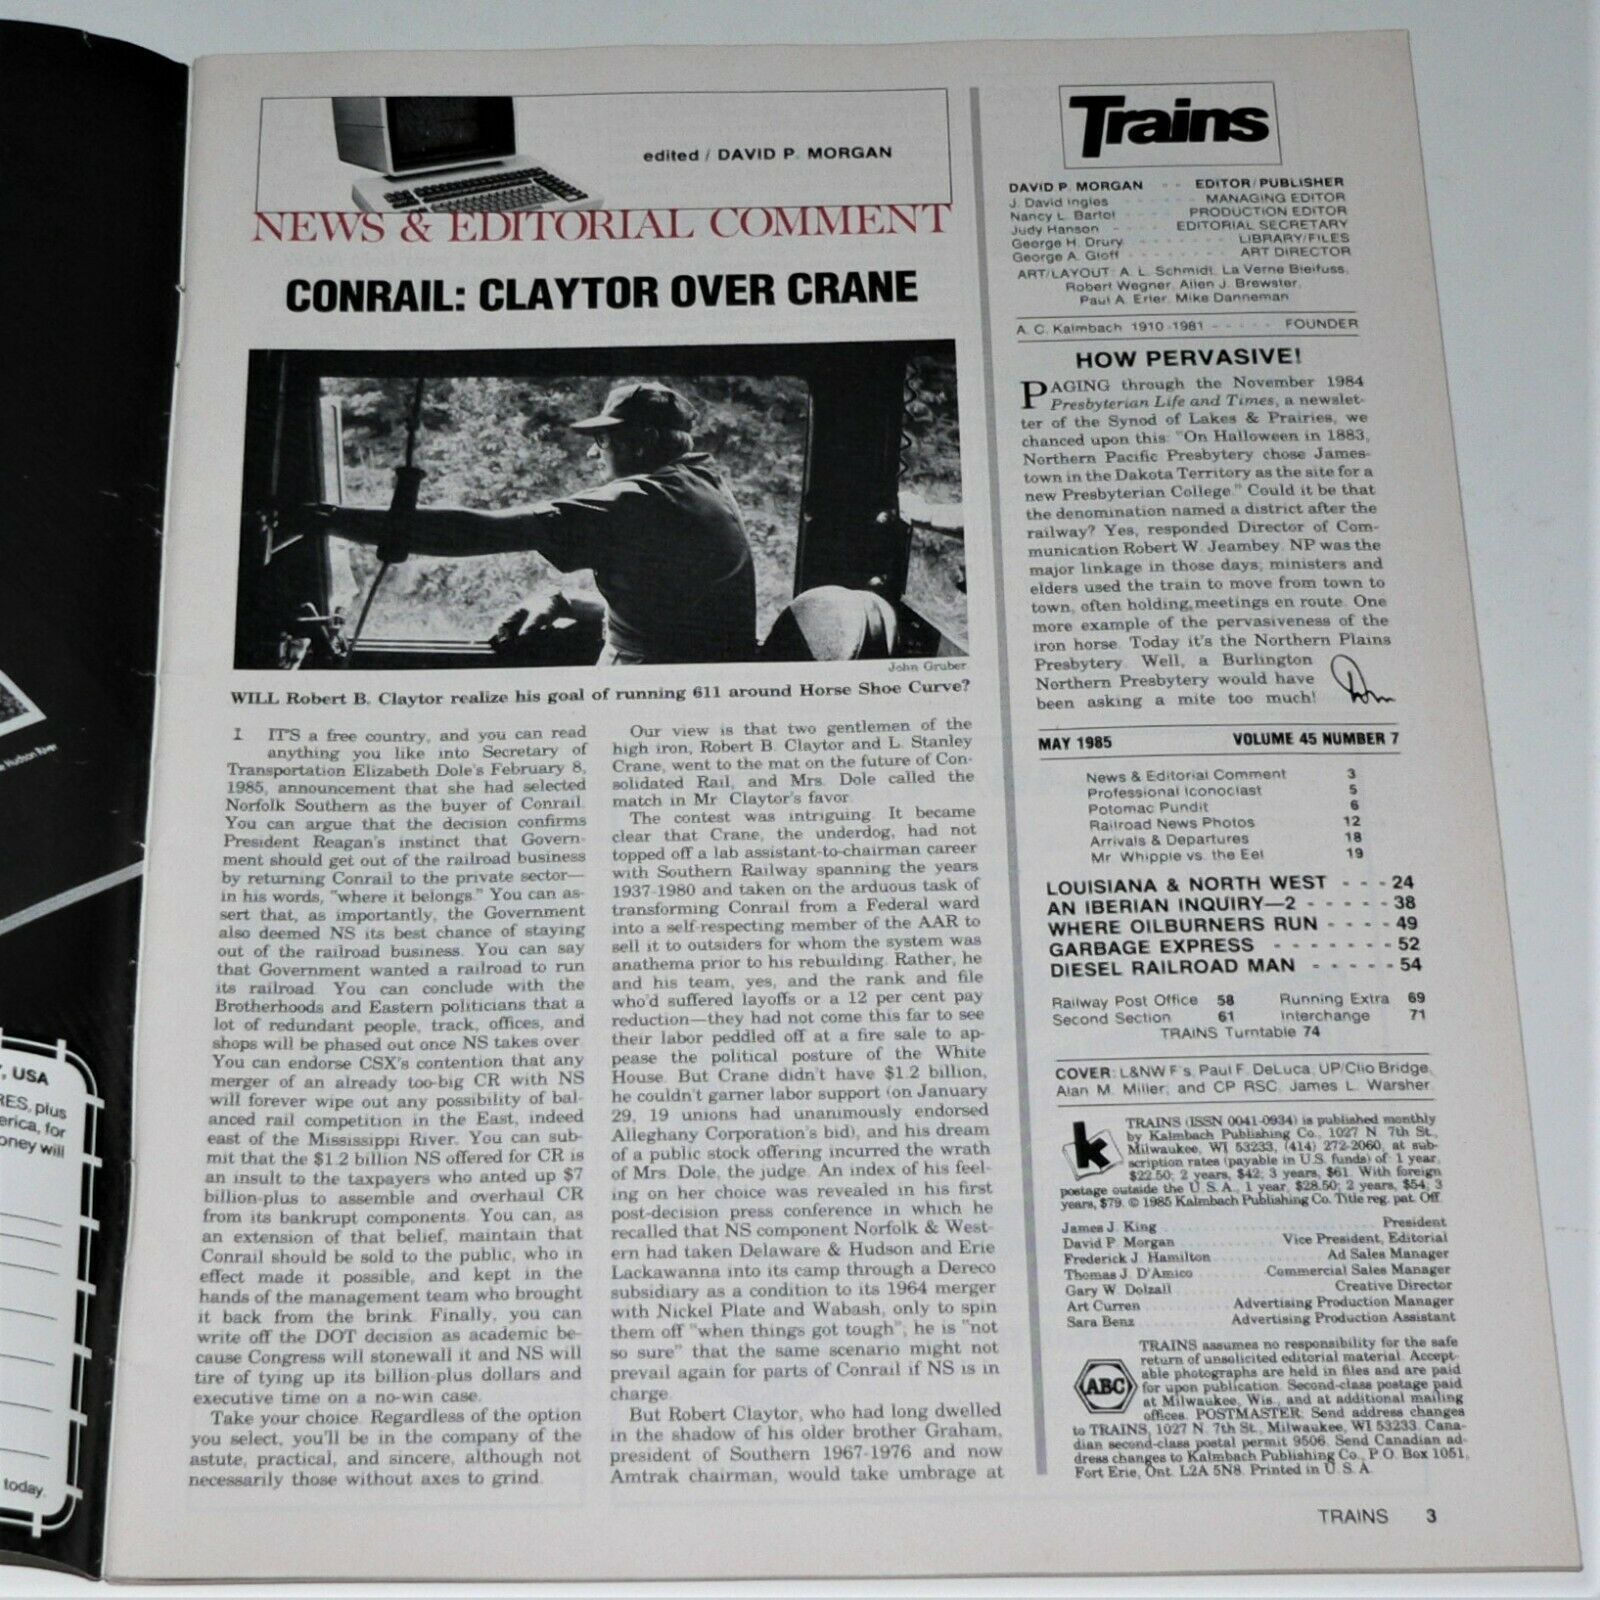 edited / DAVID P. MORGAN
NEWS & EDITORIAL COMMENT
CONRAIL: CLAYTOR OVER CRANE
John Gruber
WILL Robert B. Claytor realize his goal of running 611 around Horse Shoe Curve?
I IT'S a free country, and you can read
anything you like into Secretary of
Transportation Elizabeth Dole's February 8,
1985, announcement that she had selected
Norfolk Southern as the buyer of Conrail.
You can argue that the decision confirms
President Reagan's instinct that Govern-
ment should get out of the railroad business
by returning Conrail to the private sector—
in his words, "where it belongs." You can as-
sert that, as importantly, the Government
also deemed NS its best chance of staying
out of the railroad business. You can say
that Government wanted a railroad to run
its railroad. You can conclude with the
Brotherhoods and Eastern politicians that a
lot of redundant people, track, offices, and
shops will be phased out once NS takes over.
You can endorse CSX's contention that any
merger of an already too-big CR with NS
will forever wipe out any possibility of bal-
anced rail competition in the East, indeed
east of the Mississippi River. You can sub-
mit that the $1.2 billion NS offered for CR is
an insult to the taxpayers who anted up $7
billion-plus to assemble and overhaul CR
from its bankrupt components. You can, as
an extension of that belief, maintain that
Conrail should be sold to the public, who in
effect made it possible, and kept in the
hands of the management team who brought
it back from the brink. Finally, you can
write off the DOT decision as academic be-
cause Congress will stonewall it and NS will
tire of tying up its billion-plus dollars and
executive time on a no-win case.
Take your choice. Regardless of the option
you select, you'll be in the company of the
astute, practical, and sincere, although not
necessarily those without axes to grind.
Our view is that two gentlemen of the
high iron, Robert B. Claytor and L. Stanley
Crane, went to the mat on the future of Con-
solidated Rail, and Mrs. Dole called the
match in Mr. Claytor's favor.
The contest was intriguing. It became
clear that Crane, the underdog, had not
topped off a lab assistant-to-chairman career
with Southern Railway spanning the years
1937-1980 and taken on the arduous task of
transforming Conrail from a Federal ward
into a self-respecting member of the AAR to
sell it to outsiders for whom the system was
anathema prior to his rebuilding. Rather, he
and his team, yes, and the rank and file
who'd suffered layoffs or a 12 per cent pay
reduction—they had not come this far to see
their labor peddled off at a fire sale to ap-
pease the political posture of the White
House. But Crane didn't have $1.2 billion,
he couldn't garner labor support (on January
29, 19 unions had unanimously endorsed
Alleghany Corporation's bid), and his dream
of a public stock offering incurred the wrath
of Mrs. Dole, the judge. An index of his feel-
ing on her choice was revealed in his first
post-decision press conference in which he
recalled that NS component Norfolk & West-
ern had taken Delaware & Hudson and Erie
Lackawanna into its camp through a Dereco
subsidiary as a condition to its 1964 merger
with Nickel Plate and Wabash, only to spin
them off "when things got tough"; he is "not
so sure" that the same scenario might not
prevail again for parts of Conrail if NS is in
charge.
But Robert Claytor, who had long dwelled
in the shadow of his older brother Graham,
president of Southern 1967-1976 and now
Amtrak chairman, would take umbrage at
Trains
DAVID P. MORGAN - - EDITOR/PUBLISHER
J. David Ingles - - - - - - - MANAGING EDITOR
Nancy L. Bartol - - - - - PRODUCTION EDITOR
Judy Hanson - - - - - EDITORIAL SECRETARY
George H. Drury - - - - - - - LIBRARY/FILES
George A. Gloff - - - - - - - ART DIRECTOR
ART/LAYOUT: A. L. Schmidt, La Verne Bleifuss,
Robert Wegner, Allen J. Brewster,
Paul A. Erler, Mike Danneman
A. C. Kalmbach 1910-1981 - - - - - FOUNDER
HOW PERVASIVE!
PAGING through the November 1984
Presbyterian Life and Times, a newslet-
ter of the Synod of Lakes & Prairies, we
chanced upon this: "On Halloween in 1883,
Northern Pacific Presbytery chose James-
town in the Dakota Territory as the site for a
new Presbyterian College." Could it be that
the denomination named a district after the
railway? Yes, responded Director of Com-
munication Robert W. Jeambey. NP was the
major linkage in those days; ministers and
elders used the train to move from town to
town, often holding meetings en route. One
more example of the pervasiveness of the
iron horse. Today it's the Northern Plains
Presbytery. Well, a Burlington
Northern Presbytery would have
been asking a mite too much!
MAY 1985 VOLUME 45 NUMBER 7
News & Editorial Comment 3
Professional Iconoclast 5
Potomac Pundit 6
Railroad News Photos 12
Arrivals & Departures 18
Mr. Whipple vs. the Eel 19
LOUISIANA & NORTH WEST - - - 24
AN IBERIAN INQUIRY—2 - - - - - 38
WHERE OILBURNERS RUN - - - - 49
GARBAGE EXPRESS - - - - - - - 52
DIESEL RAILROAD MAN - - - - - 54
Railway Post Office 58 Running Extra 69
Second Section 61 Interchange 71
TRAINS Turntable 74
COVER: L&NW F's, Paul F. DeLuca; UP/Clio Bridge,
Alan M. Miller; and CP RSC, James L. Warsher.
k
TRAINS (ISSN 0041-0934) is published monthly
by Kalmbach Publishing Co., 1027 N. 7th St.,
Milwaukee, WI 53233, (414) 272-2060, at sub-
scription rates (payable in U.S. funds) of: 1 year,
$22.50; 2 years, $42; 3 years, $61. With foreign
postage outside the U.S.A., 1 year, $28.50; 2 years, $54; 3
years, $79. © 1985 Kalmbach Publishing Co. Title reg. pat. Off.
James J. King President
David P. Morgan Vice President, Editorial
Frederick J. Hamilton Ad Sales Manager
Thomas J. D'Amico Commercial Sales Manager
Gary W. Dolzall Creative Director
Art Curren Advertising Production Manager
Sara Benz Advertising Production Assistant
ABC
TRAINS assumes no responsibility for the safe
return of unsolicited editorial material. Accept-
able photographs are held in files and are paid
for upon publication. Second-class postage paid
at Milwaukee, Wis., and at additional mailing
offices. POSTMASTER: Send address changes
to TRAINS, 1027 N. 7th St., Milwaukee, WI 53233. Cana-
dian second-class postal permit 9506. Send Canadian ad-
dress changes to Kalmbach Publishing Co., P.O. Box 1051,
Fort Erie, Ont. L2A 5N8. Printed in U.S.A.
TRAINS 3
Hudson River
, USA
RES, plus
erica, for
oney will
today.